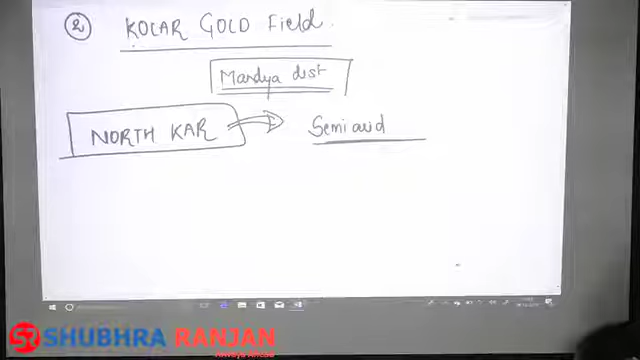 2 KOLAR GOLD Field
Mandya dist
NORTH KAR
Semi arid
SHUBHRA RANJAN